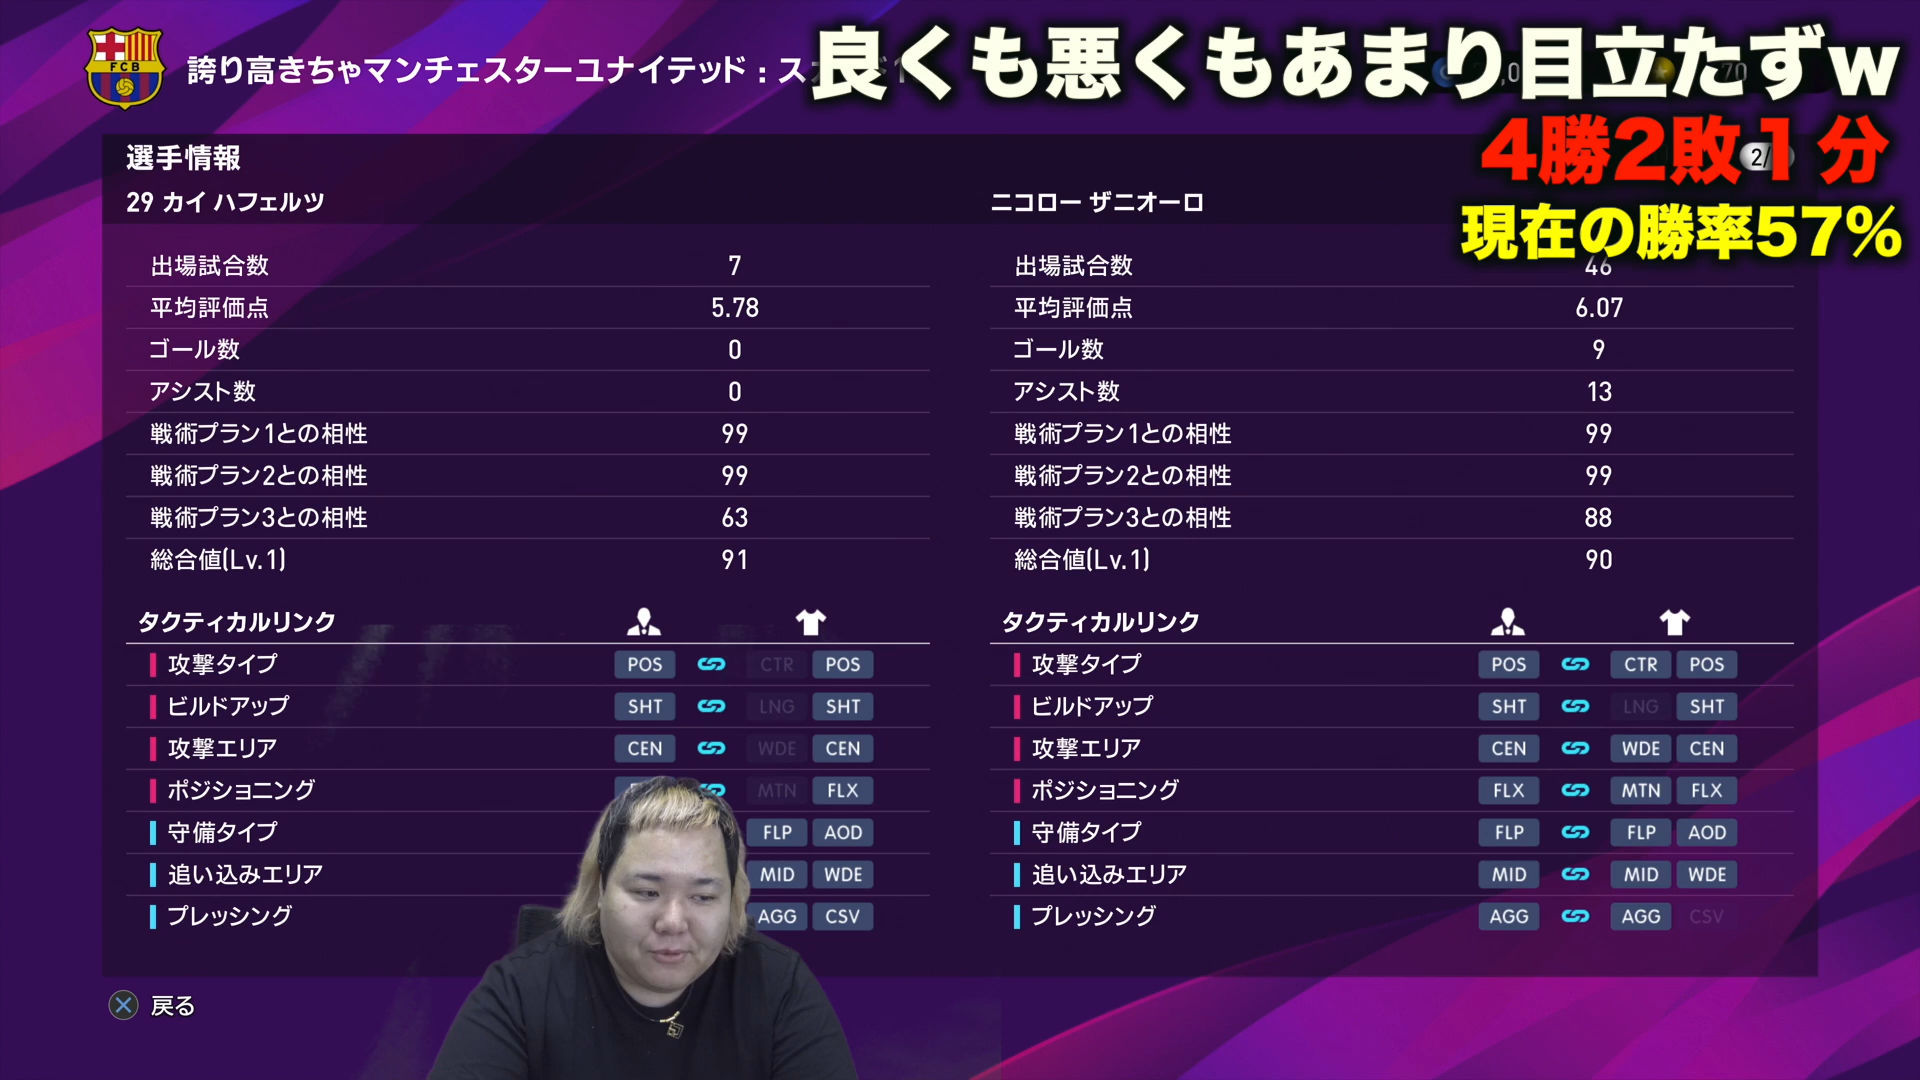 FCB
誇り高きちゃマンチェスターユナイテッド：ス
良くも悪くもあまり目立たずw
4勝2敗1分
現在の勝率57%
選手情報
2/
29 カイ ハフェルツ
ニコロー ザニオーロ
出場試合数 7
出場試合数 46
平均評価点 5.78
平均評価点 6.07
ゴール数 0
ゴール数 9
アシスト数 0
アシスト数 13
戦術プラン1との相性 99
戦術プラン1との相性 99
戦術プラン2との相性 99
戦術プラン2との相性 99
戦術プラン3との相性 63
戦術プラン3との相性 88
総合値(Lv.1) 91
総合値(Lv.1) 90
タクティカルリンク
タクティカルリンク
攻撃タイプ POS CTR POS
攻撃タイプ POS CTR POS
ビルドアップ SHT LNG SHT
ビルドアップ SHT LNG SHT
攻撃エリア CEN WDE CEN
攻撃エリア CEN WDE CEN
ポジショニング MTN FLX
ポジショニング FLX MTN FLX
守備タイプ FLP AOD
守備タイプ FLP FLP AOD
追い込みエリア MID WDE
追い込みエリア MID MID WDE
プレッシング AGG CSV
プレッシング AGG AGG CSV
戻る